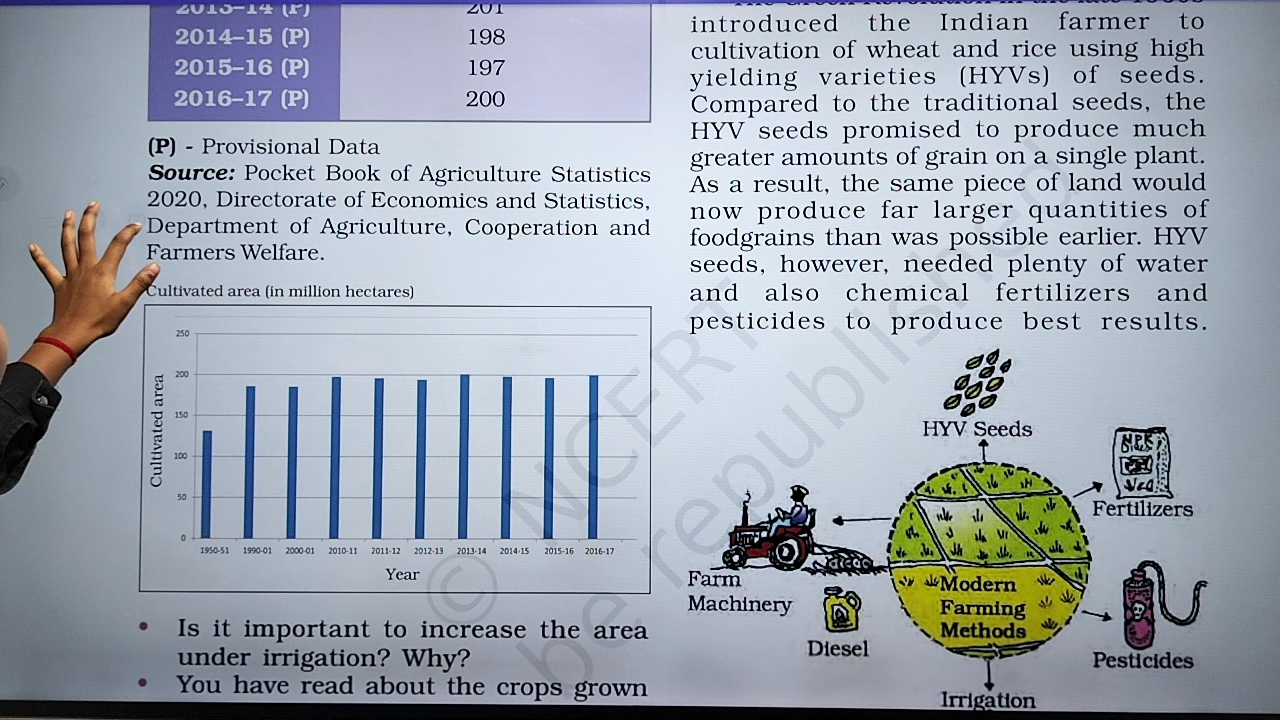 2013–14 (P) 201
2014–15 (P) 198
2015–16 (P) 197
2016–17 (P) 200
(P) - Provisional Data
Source: Pocket Book of Agriculture Statistics
2020, Directorate of Economics and Statistics,
Department of Agriculture, Cooperation and
Farmers Welfare.
Cultivated area (in million hectares)
250
200
150
100
50
0
Cultivated area
1950-51 1990-01 2000-01 2010-11 2011-12 2012-13 2013-14 2014-15 2015-16 2016-17
Year
• Is it important to increase the area
under irrigation? Why?
• You have read about the crops grown
introduced the Indian farmer to
cultivation of wheat and rice using high
yielding varieties (HYVs) of seeds.
Compared to the traditional seeds, the
HYV seeds promised to produce much
greater amounts of grain on a single plant.
As a result, the same piece of land would
now produce far larger quantities of
foodgrains than was possible earlier. HYV
seeds, however, needed plenty of water
and also chemical fertilizers and
pesticides to produce best results.
HYV Seeds
NPK
Fertilizers
Farm
Machinery
Modern
Farming
Methods
Diesel
Pesticides
Irrigation
© NCERT
be republished